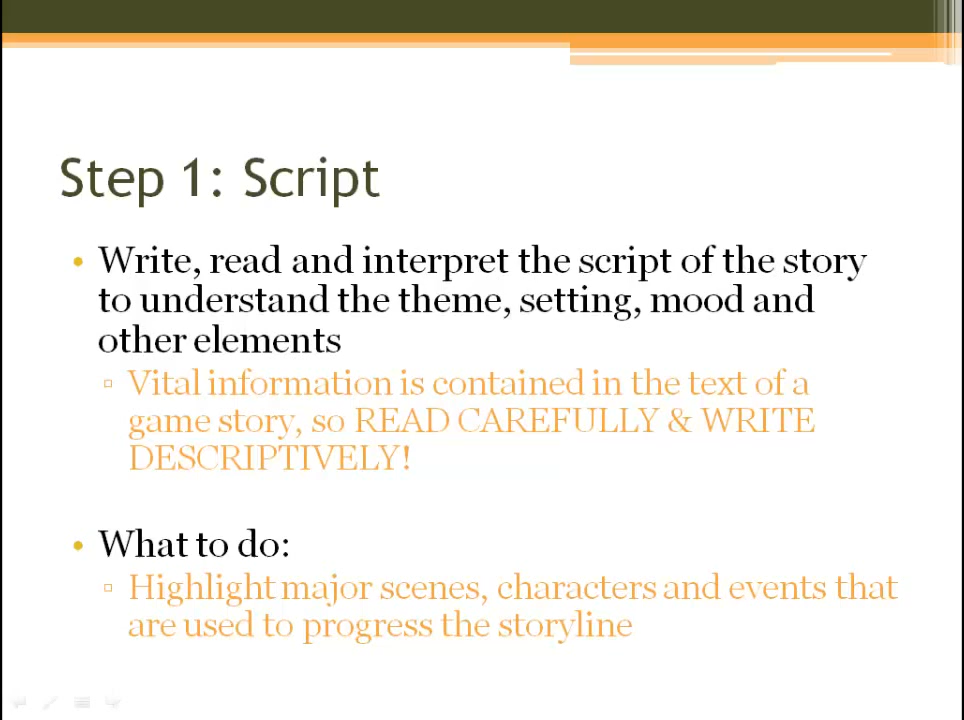 Step 1: Script
• Write, read and interpret the script of the story
to understand the theme, setting, mood and
other elements
▫ Vital information is contained in the text of a
game story, so READ CAREFULLY & WRITE
DESCRIPTIVELY!
• What to do:
▫ Highlight major scenes, characters and events that
are used to progress the storyline